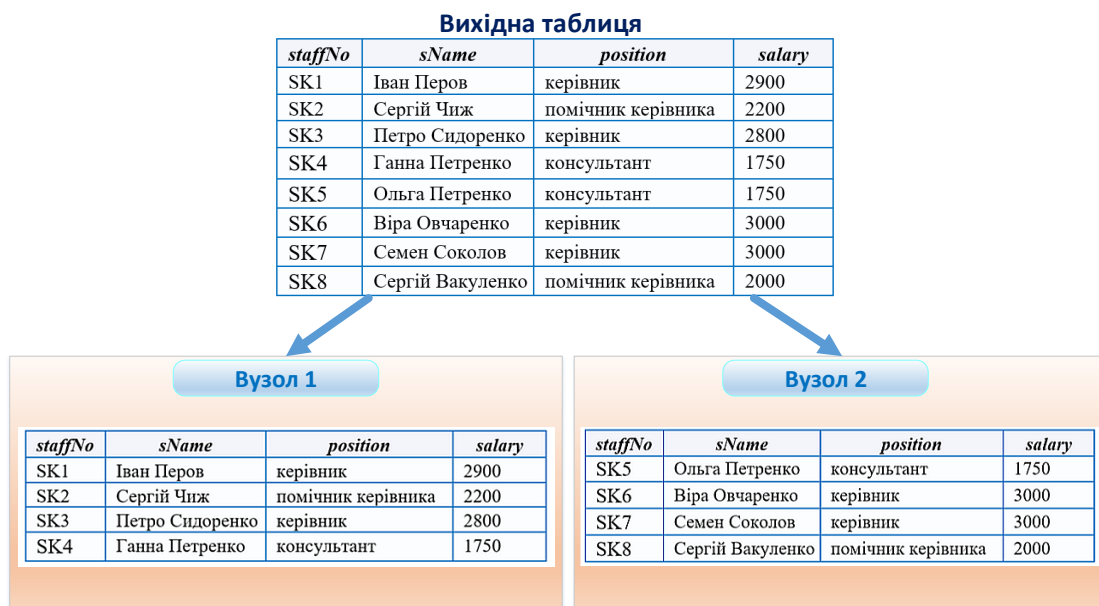 Вихідна таблиця
staffNo sName position salary
SK1 Іван Перов керівник 2900
SK2 Сергій Чиж помічник керівника 2200
SK3 Петро Сидоренко керівник 2800
SK4 Ганна Петренко консультант 1750
SK5 Ольга Петренко консультант 1750
SK6 Віра Овчаренко керівник 3000
SK7 Семен Соколов керівник 3000
SK8 Сергій Вакуленко помічник керівника 2000
Вузол 1
staffNo sName position salary
SK1 Іван Перов керівник 2900
SK2 Сергій Чиж помічник керівника 2200
SK3 Петро Сидоренко керівник 2800
SK4 Ганна Петренко консультант 1750
Вузол 2
staffNo sName position salary
SK5 Ольга Петренко консультант 1750
SK6 Віра Овчаренко керівник 3000
SK7 Семен Соколов керівник 3000
SK8 Сергій Вакуленко помічник керівника 2000